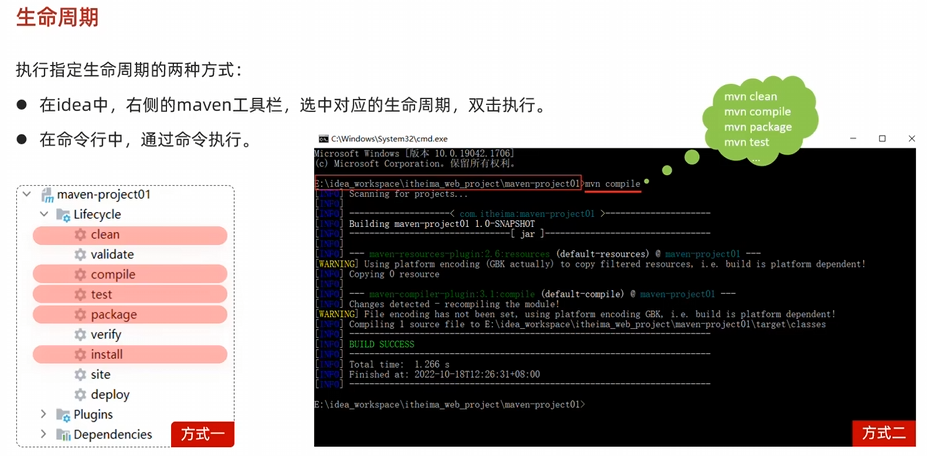 生命周期
执行指定生命周期的两种方式：
● 在idea中，右侧的maven工具栏，选中对应的生命周期，双击执行。
● 在命令行中，通过命令执行。
maven-project01
Lifecycle
clean
validate
compile
test
package
verify
install
site
deploy
Plugins
Dependencies
方式一
mvn clean
mvn compile
mvn package
mvn test
...
C:\Windows\System32\cmd.exe
Microsoft Windows [版本 10.0.19042.1706]
(c) Microsoft Corporation. 保留所有权利。
E:\idea_workspace\itheima_web_project\maven-project01>mvn compile
[INFO] Scanning for projects...
[INFO]
[INFO] ----------------------< com.itheima:maven-project01 >----------------------
[INFO] Building maven-project01 1.0-SNAPSHOT
[INFO] --------------------------------[ jar ]---------------------------------
[INFO]
[INFO] --- maven-resources-plugin:2.6:resources (default-resources) @ maven-project01 ---
[WARNING] Using platform encoding (GBK actually) to copy filtered resources, i.e. build is platform dependent!
[INFO] Copying 0 resource
[INFO]
[INFO] --- maven-compiler-plugin:3.1:compile (default-compile) @ maven-project01 ---
[INFO] Changes detected - recompiling the module!
[WARNING] File encoding has not been set, using platform encoding GBK, i.e. build is platform dependent!
[INFO] Compiling 1 source file to E:\idea_workspace\itheima_web_project\maven-project01\target\classes
[INFO] ------------------------------------------------------------------------
[INFO] BUILD SUCCESS
[INFO] ------------------------------------------------------------------------
[INFO] Total time:  1.266 s
[INFO] Finished at: 2022-10-18T12:26:31+08:00
[INFO] ------------------------------------------------------------------------
E:\idea_workspace\itheima_web_project\maven-project01>
方式二